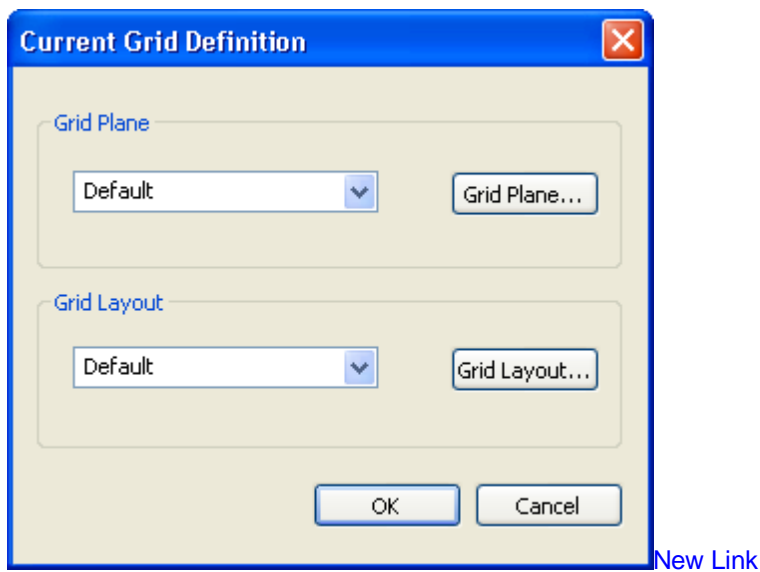 Current Grid Definition
Grid Plane
Default
Grid Plane...
Grid Layout
Default
Grid Layout...
OK
Cancel
New Link